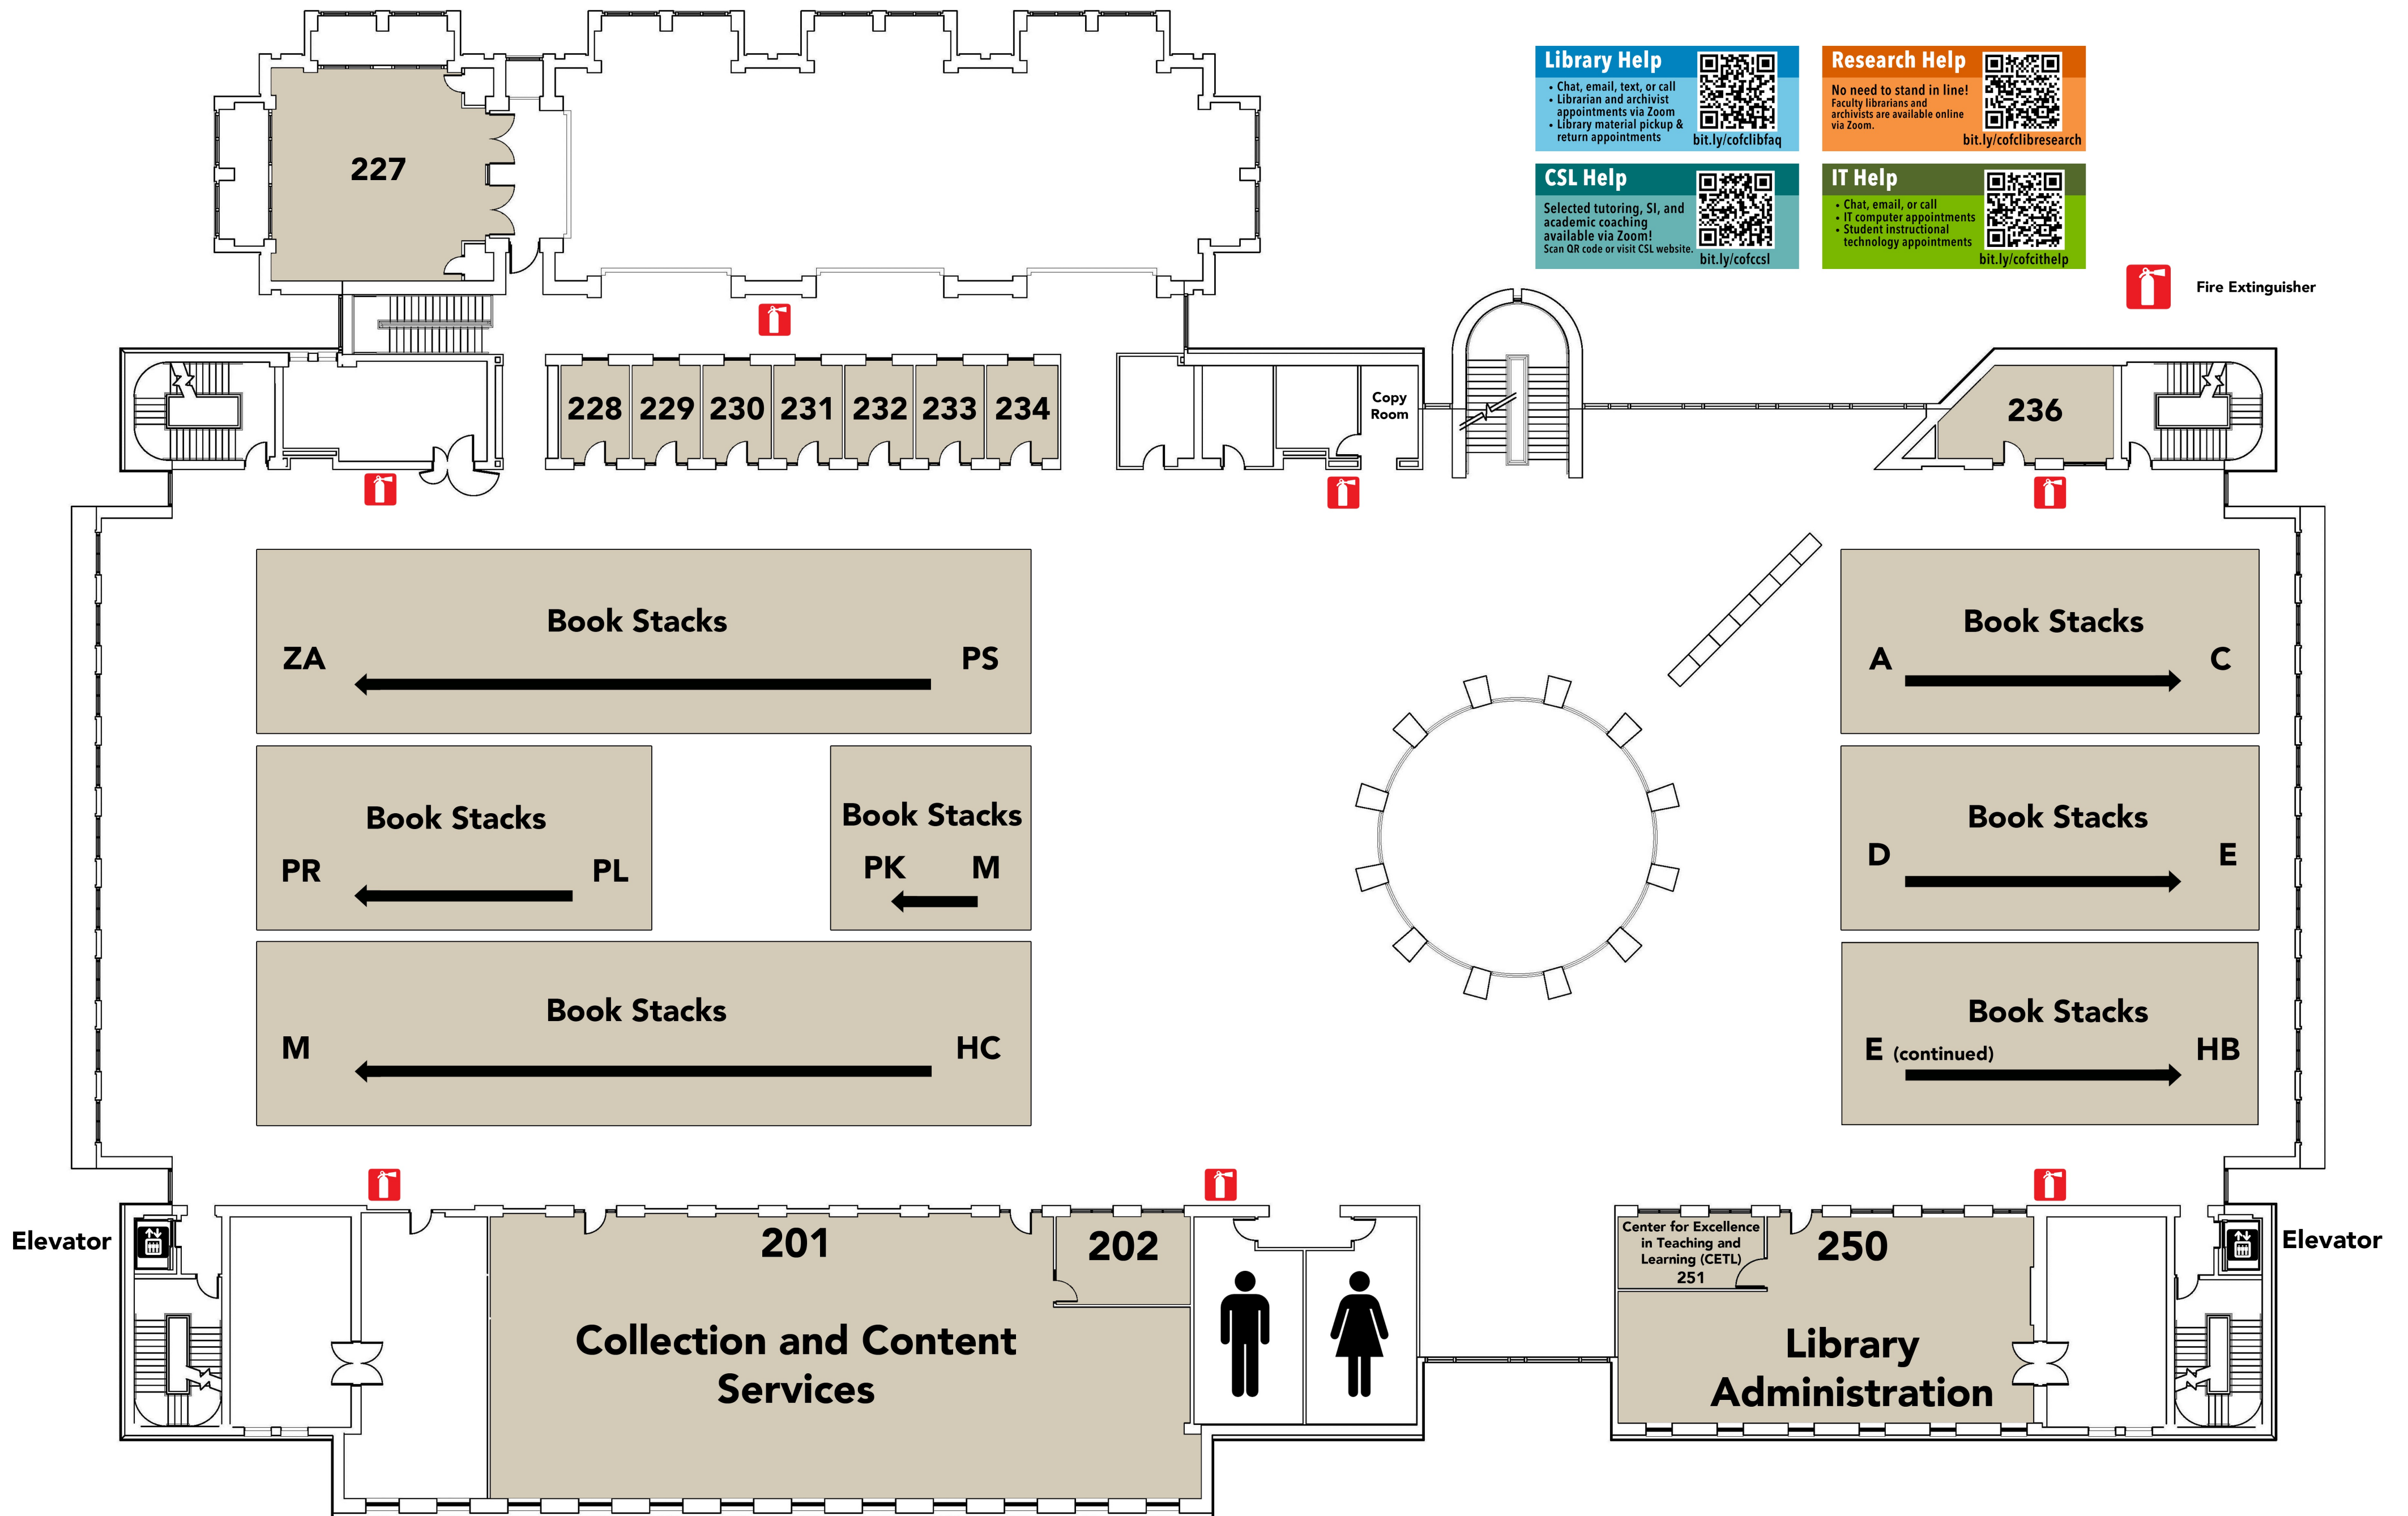 Library Help
• Chat, email, text, or call
• Librarian and archivist
appointments via Zoom
• Library material pickup &
return appointments
bit.ly/cofclibfaq
Research Help
No need to stand in line!
Faculty librarians and
archivists are available online
via Zoom.
bit.ly/cofclibresearch
CSL Help
Selected tutoring, SI, and
academic coaching
available via Zoom!
Scan QR code or visit CSL website.
bit.ly/cofccsl
IT Help
• Chat, email, or call
• IT computer appointments
• Student instructional
technology appointments
bit.ly/cofcithelp
Fire Extinguisher
227
228 229 230 231 232 233 234
Copy
Room
236
Book Stacks
ZA PS
Book Stacks
A C
Book Stacks
PR PL
Book Stacks
PK M
Book Stacks
D E
Book Stacks
M HC
Book Stacks
E (continued) HB
Elevator
201
202
Collection and Content
Services
Center for Excellence
in Teaching and
Learning (CETL)
251
250
Library
Administration
Elevator